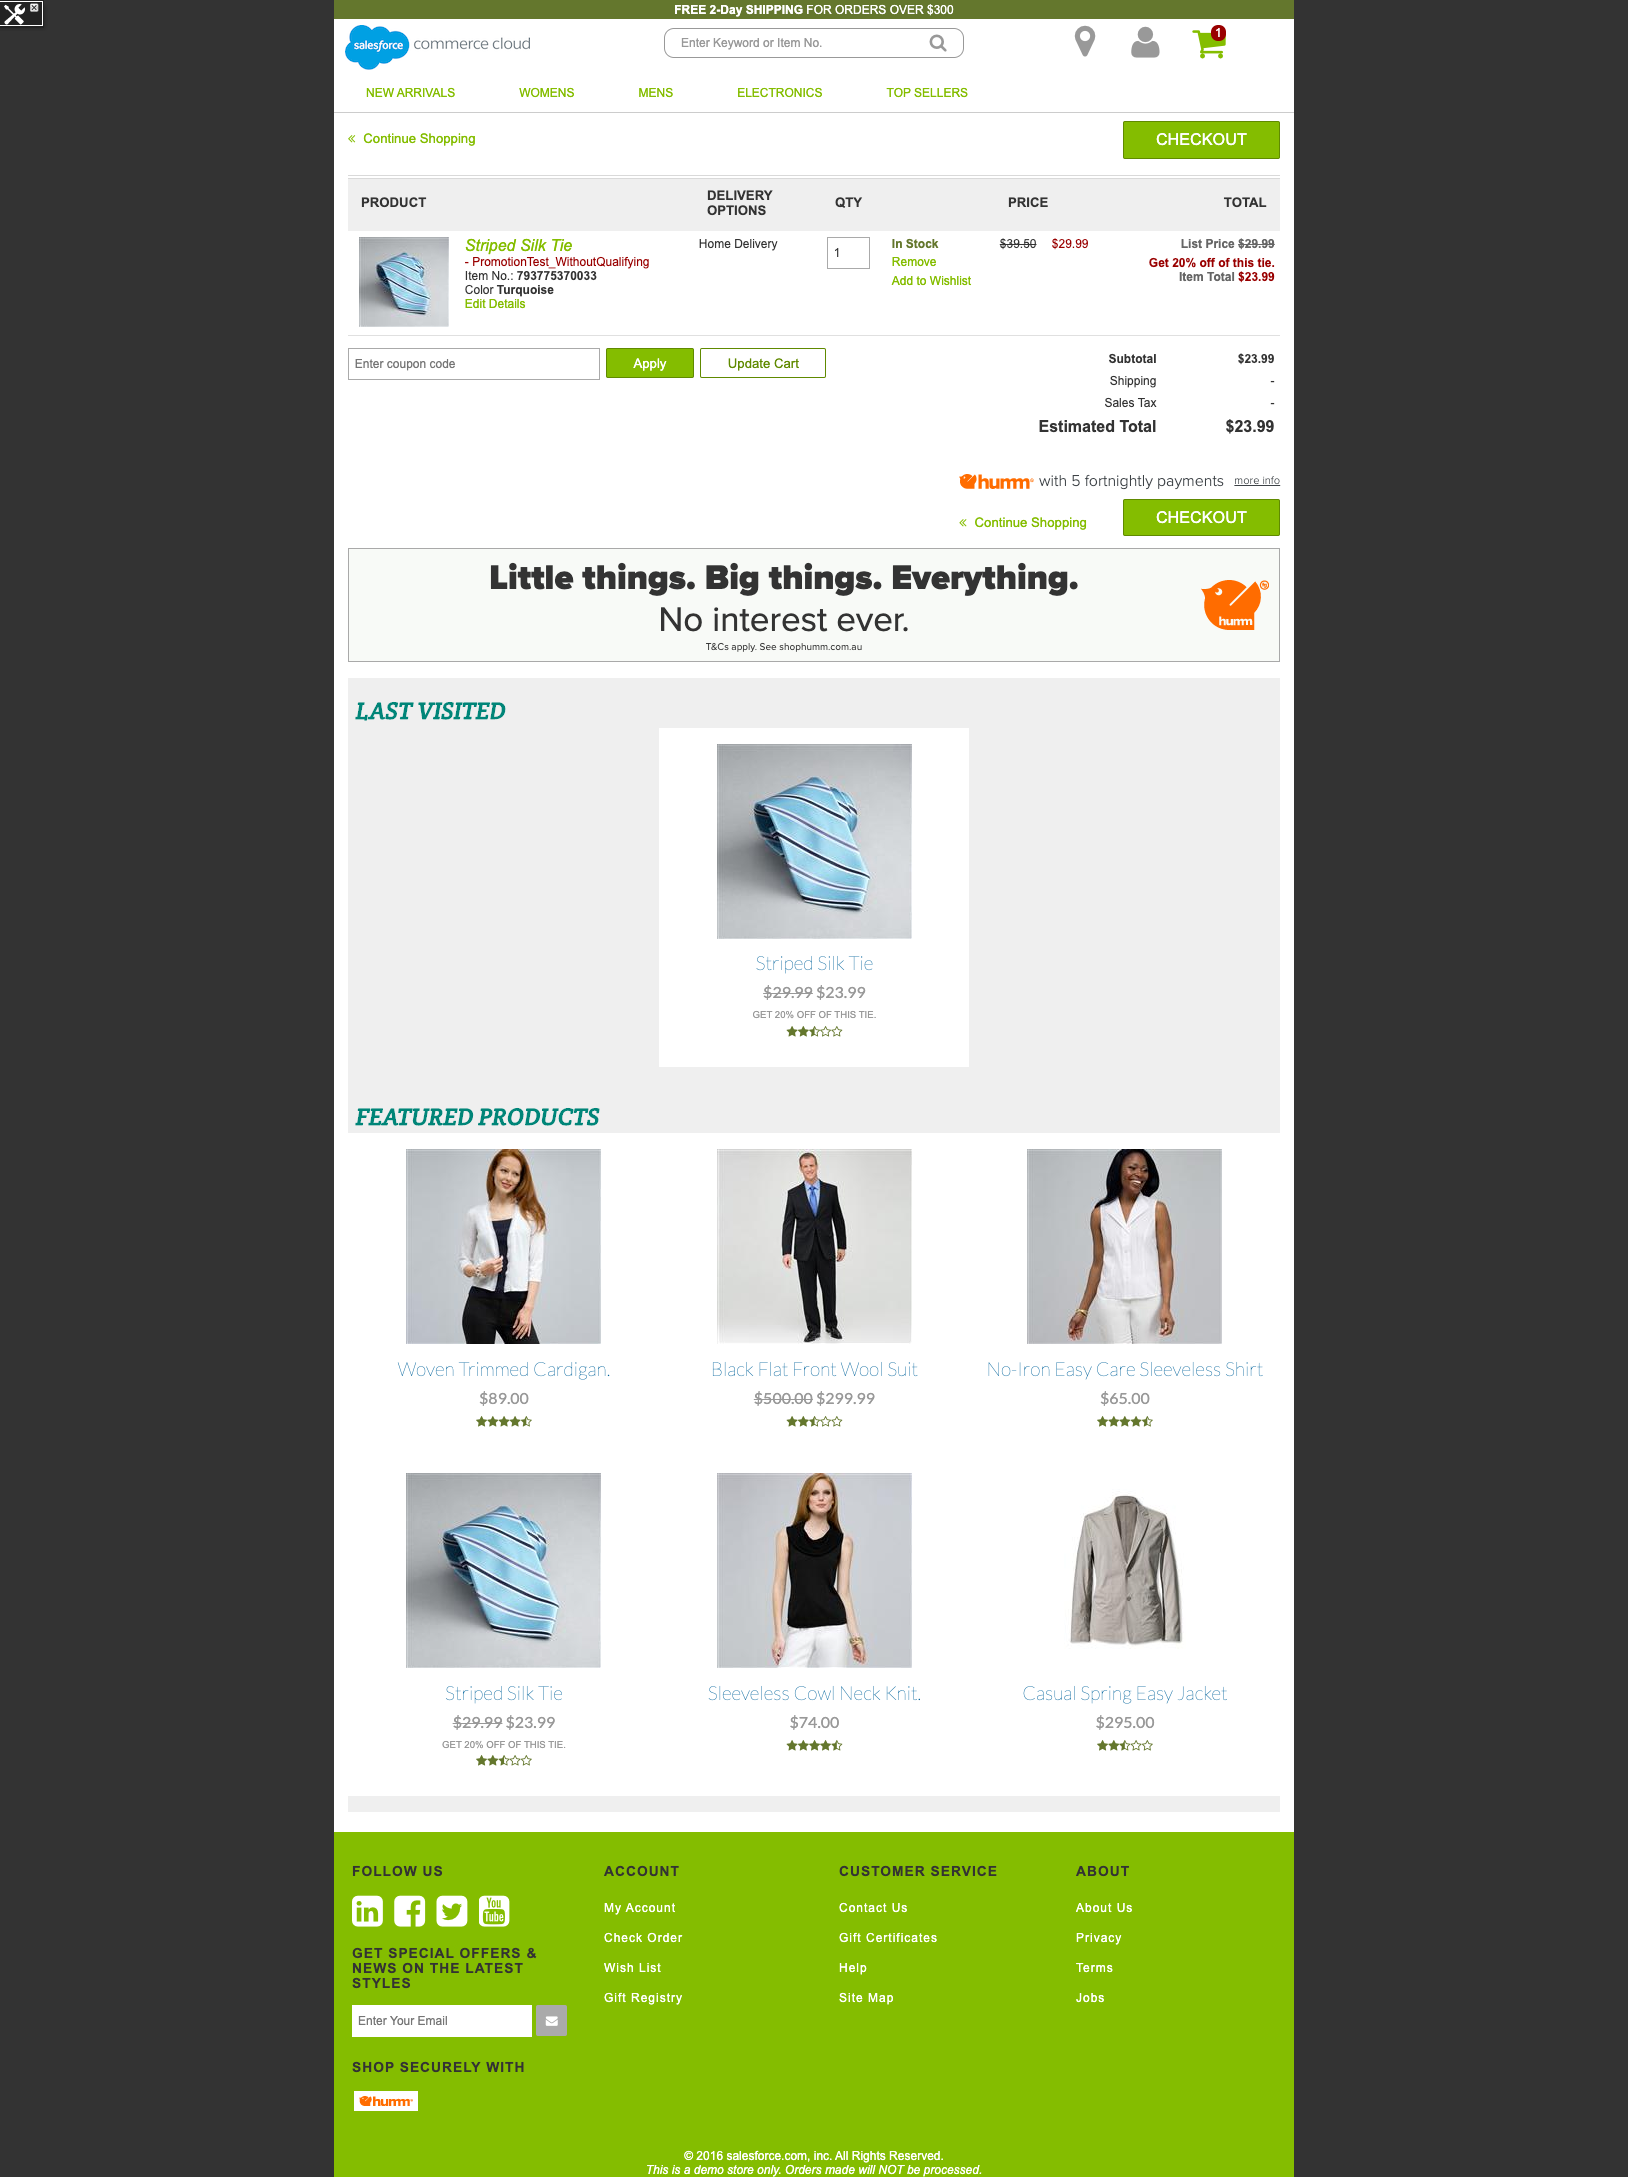 FREE 2-Day SHIPPING FOR ORDERS OVER $300
salesforce commerce cloud
Enter Keyword or Item No.
1
NEW ARRIVALS WOMENS MENS ELECTRONICS TOP SELLERS
« Continue Shopping
CHECKOUT
PRODUCT DELIVERY OPTIONS QTY PRICE TOTAL
Striped Silk Tie
- PromotionTest_WithoutQualifying
Item No.: 793775370033
Color Turquoise
Edit Details
Home Delivery
1
In Stock
Remove
Add to Wishlist
$39.50 $29.99
List Price $29.99
Get 20% off of this tie.
Item Total $23.99
Enter coupon code
Apply
Update Cart
Subtotal $23.99
Shipping -
Sales Tax -
Estimated Total $23.99
humm with 5 fortnightly payments more info
« Continue Shopping
CHECKOUT
Little things. Big things. Everything.
No interest ever.
T&Cs apply. See shophumm.com.au
humm
LAST VISITED
Striped Silk Tie
$29.99 $23.99
GET 20% OFF OF THIS TIE.
FEATURED PRODUCTS
Woven Trimmed Cardigan.
$89.00
Black Flat Front Wool Suit
$500.00 $299.99
No-Iron Easy Care Sleeveless Shirt
$65.00
Striped Silk Tie
$29.99 $23.99
GET 20% OFF OF THIS TIE.
Sleeveless Cowl Neck Knit.
$74.00
Casual Spring Easy Jacket
$295.00
FOLLOW US
in You Tube
GET SPECIAL OFFERS &
NEWS ON THE LATEST
STYLES
Enter Your Email
SHOP SECURELY WITH
humm
ACCOUNT
My Account
Check Order
Wish List
Gift Registry
CUSTOMER SERVICE
Contact Us
Gift Certificates
Help
Site Map
ABOUT
About Us
Privacy
Terms
Jobs
© 2016 salesforce.com, inc. All Rights Reserved.
This is a demo store only. Orders made will NOT be processed.